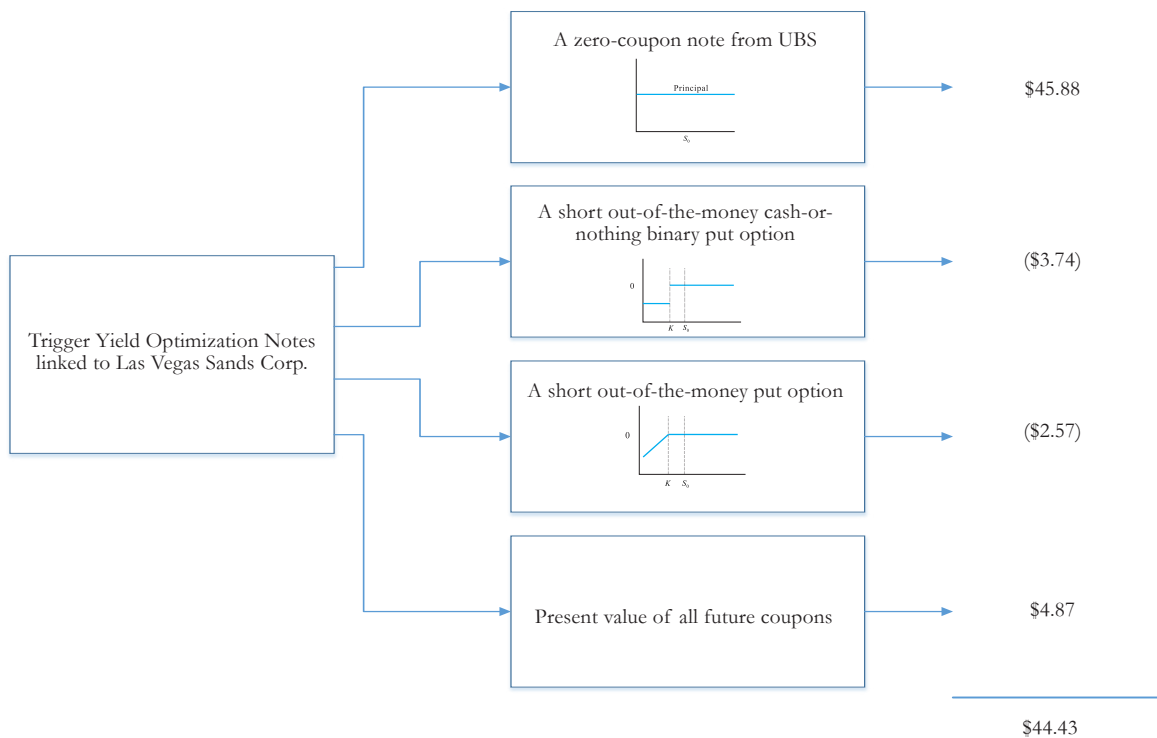 Trigger Yield Optimization Notes
linked to Las Vegas Sands Corp.
A zero-coupon note from UBS
Principal
S₀
$45.88
A short out-of-the-money cash-or-
nothing binary put option
0
K S₀
($3.74)
A short out-of-the-money put option
0
K S₀
($2.57)
Present value of all future coupons
$4.87
$44.43